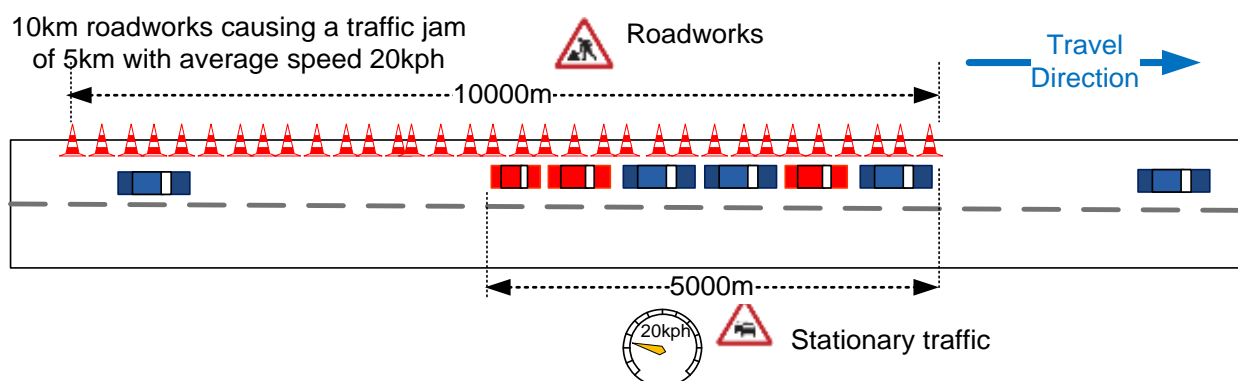 10km roadworks causing a traffic jam
of 5km with average speed 20kph
Roadworks
Travel
Direction
10000m
5000m
20kph
Stationary traffic